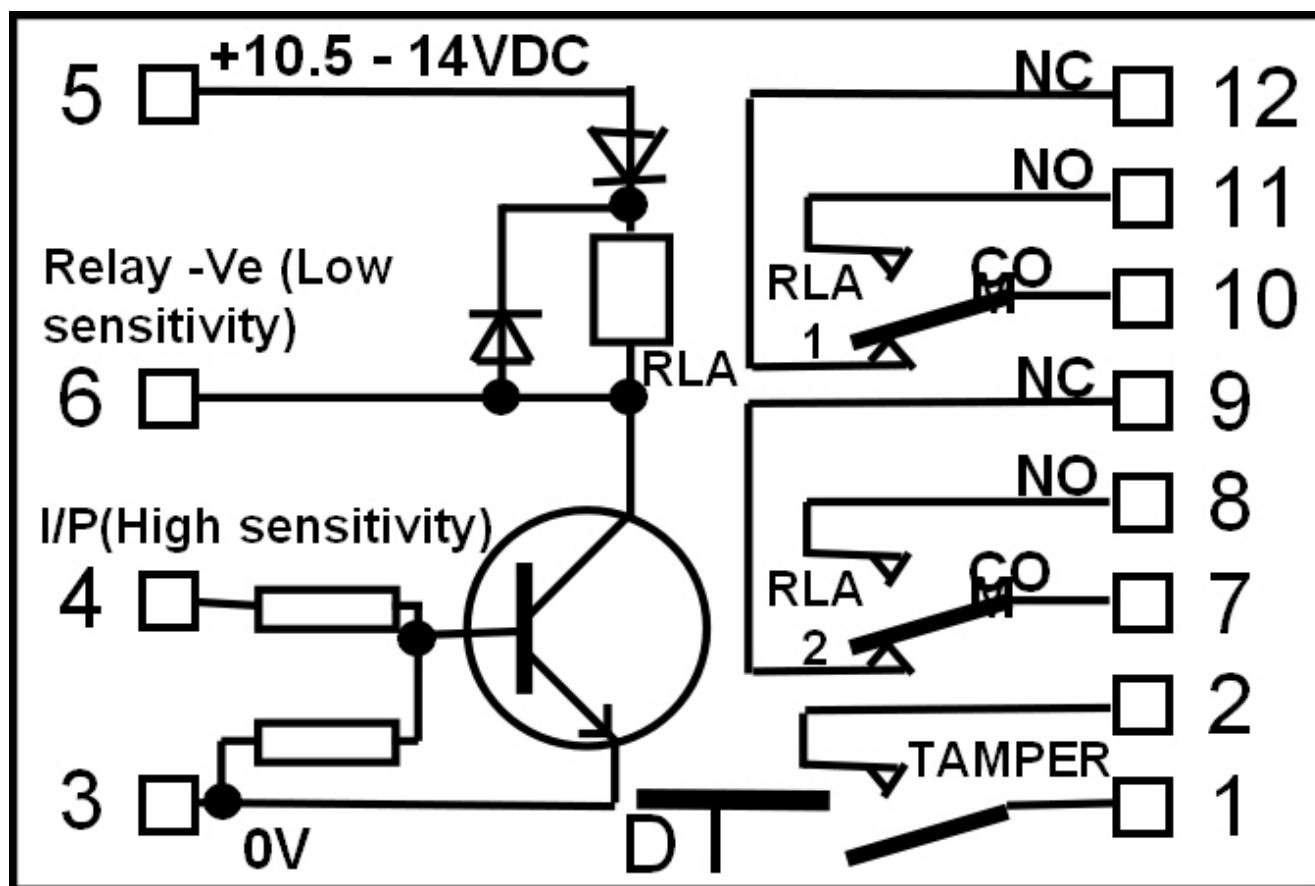 5
+10.5 - 14VDC
NC
12
NO
11
Relay -Ve (Low
sensitivity)
RLA
1
CO
M
10
6
RLA
NC
9
NO
8
I/P(High sensitivity)
4
RLA
2
CO
M
7
2
TAMPER
3
0V
D
1